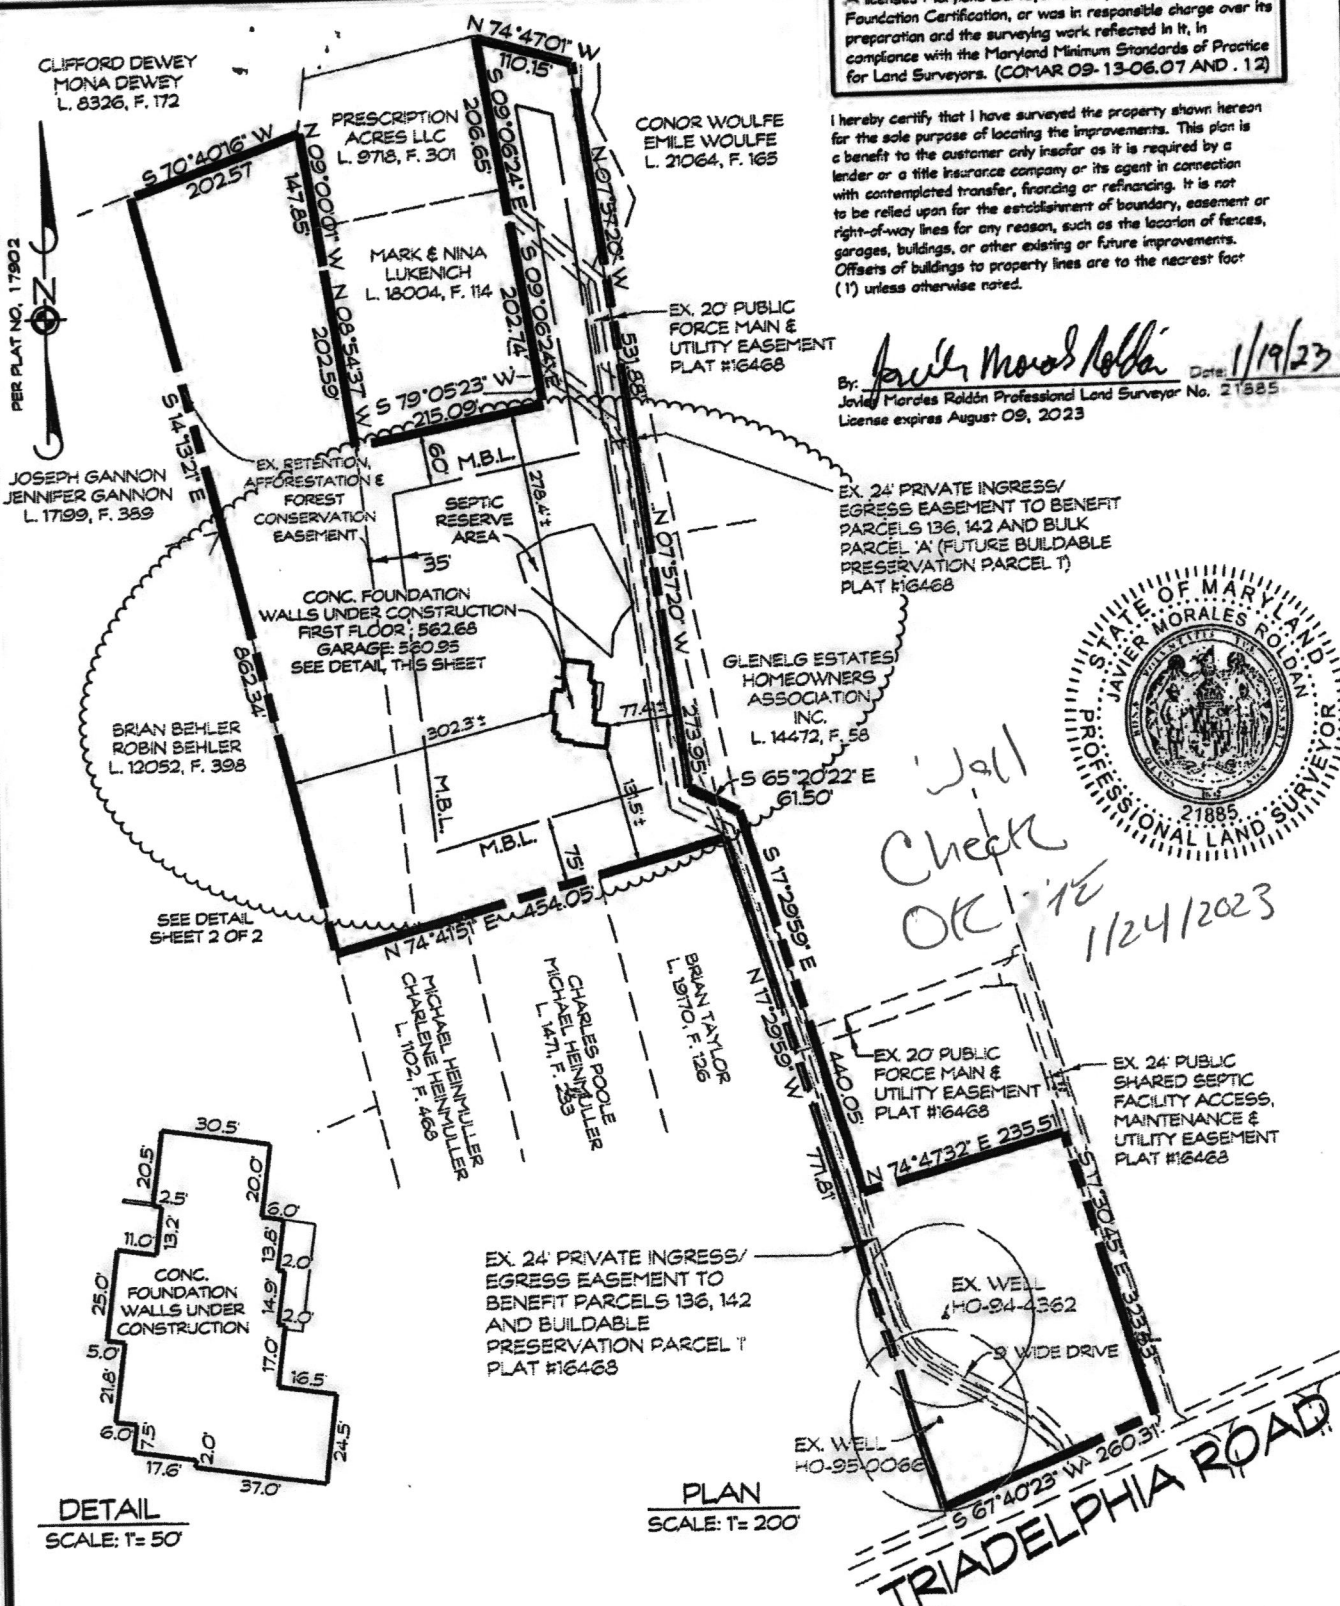 Foundation Certification, or was in responsible charge over its
preparation and the surveying work reflected in it, in
compliance with the Maryland Minimum Standards of Practice
for Land Surveyors. (COMAR 09-13-06.07 AND . 12)
I hereby certify that I have surveyed the property shown hereon
for the sole purpose of locating the improvements. This plan is
a benefit to the customer only insofar as it is required by a
lender or a title insurance company or its agent in connection
with contemplated transfer, financing or refinancing. It is not
to be relied upon for the establishment of boundary, easement or
right-of-way lines for any reason, such as the location of fences,
garages, buildings, or other existing or future improvements.
Offsets of buildings to property lines are to the nearest foot
(1') unless otherwise noted.
By: Javier Morales Roldán Date: 1/19/23
Javier Morales Roldán Professional Land Surveyor No. 21885
License expires August 09, 2023
CLIFFORD DEWEY
MONA DEWEY
L. 8326, F. 172
N 74°47'01" W
110.15'
PRESCRIPTION
ACRES LLC
L. 9718, F. 301
CONOR WOULFE
EMILE WOULFE
L. 21064, F. 165
S 70°40'16" W
202.57'
N 09°00'01" W
147.85'
S 09°06'24" E
206.65'
N 07°57'20" W
531.88'
PER PLAT NO. 17902
N
MARK & NINA
LUKENICH
L. 18004, F. 114
N 08°54'37" W
202.59'
S 09°06'24" E
202.74'
EX. 20' PUBLIC
FORCE MAIN &
UTILITY EASEMENT
PLAT #16468
S 79°05'23" W
215.09'
S 14°13'21" E
862.34'
JOSEPH GANNON
JENNIFER GANNON
L. 17199, F. 389
EX. RETENTION,
AFFORESTATION &
FOREST
CONSERVATION
EASEMENT
60'
M.B.L.
278.4'±
SEPTIC
RESERVE
AREA
35'
EX. 24' PRIVATE INGRESS/
EGRESS EASEMENT TO BENEFIT
PARCELS 136, 142 AND BULK
PARCEL 'A' (FUTURE BUILDABLE
PRESERVATION PARCEL '1')
PLAT #16468
CONC. FOUNDATION
WALLS UNDER CONSTRUCTION
FIRST FLOOR : 562.68
GARAGE: 560.95
SEE DETAIL, THIS SHEET
N 07°57'20" W
273.95'
GLENELG ESTATES
HOMEOWNERS
ASSOCIATION,
INC.
L. 14472, F. 58
BRIAN BEHLER
ROBIN BEHLER
L. 12052, F. 398
302.3'±
77.4'±
131.5'±
M.B.L.
M.B.L.
75'
S 65°20'22" E
61.50'
STATE OF MARYLAND
JAVIER MORALES ROLDAN
21885
PROFESSIONAL LAND SURVEYOR
Wall
Check
OK
1/24/2023
SEE DETAIL
SHEET 2 OF 2
N 74°41'51" E 454.05'
S 17°29'59" E
440.05'
N 17°29'59" W
771.81'
MICHAEL HEINMULLER
CHARLENE HEINMULLER
L. 1102, F. 468
CHARLES POOLE
MICHAEL HEINMULLER
L. 1471, F. 253
BRIAN TAYLOR
L. 19170, F. 126
EX. 20' PUBLIC
FORCE MAIN &
UTILITY EASEMENT
PLAT #16468
EX. 24' PUBLIC
SHARED SEPTIC
FACILITY ACCESS,
MAINTENANCE &
UTILITY EASEMENT
PLAT #16468
N 74°47'32" E 235.51'
S 17°30'45" E 323.83'
EX. 24' PRIVATE INGRESS/
EGRESS EASEMENT TO
BENEFIT PARCELS 136, 142
AND BUILDABLE
PRESERVATION PARCEL '1'
PLAT #16468
EX. WELL
HO-94-4362
9' WIDE DRIVE
EX. WELL
HO-95-0066
S 67°40'23" W 260.31'
TRIADELPHIA ROAD
30.5'
20.5'
20.0'
2.5'
6.0'
13.2'
13.8'
11.0'
2.0'
25.0'
14.9'
2.0'
CONC.
FOUNDATION
WALLS UNDER
CONSTRUCTION
5.0'
17.0'
21.8'
16.5'
6.0'
7.5'
2.0'
24.5'
17.6'
37.0'
DETAIL
SCALE: 1"= 50'
PLAN
SCALE: 1"= 200'